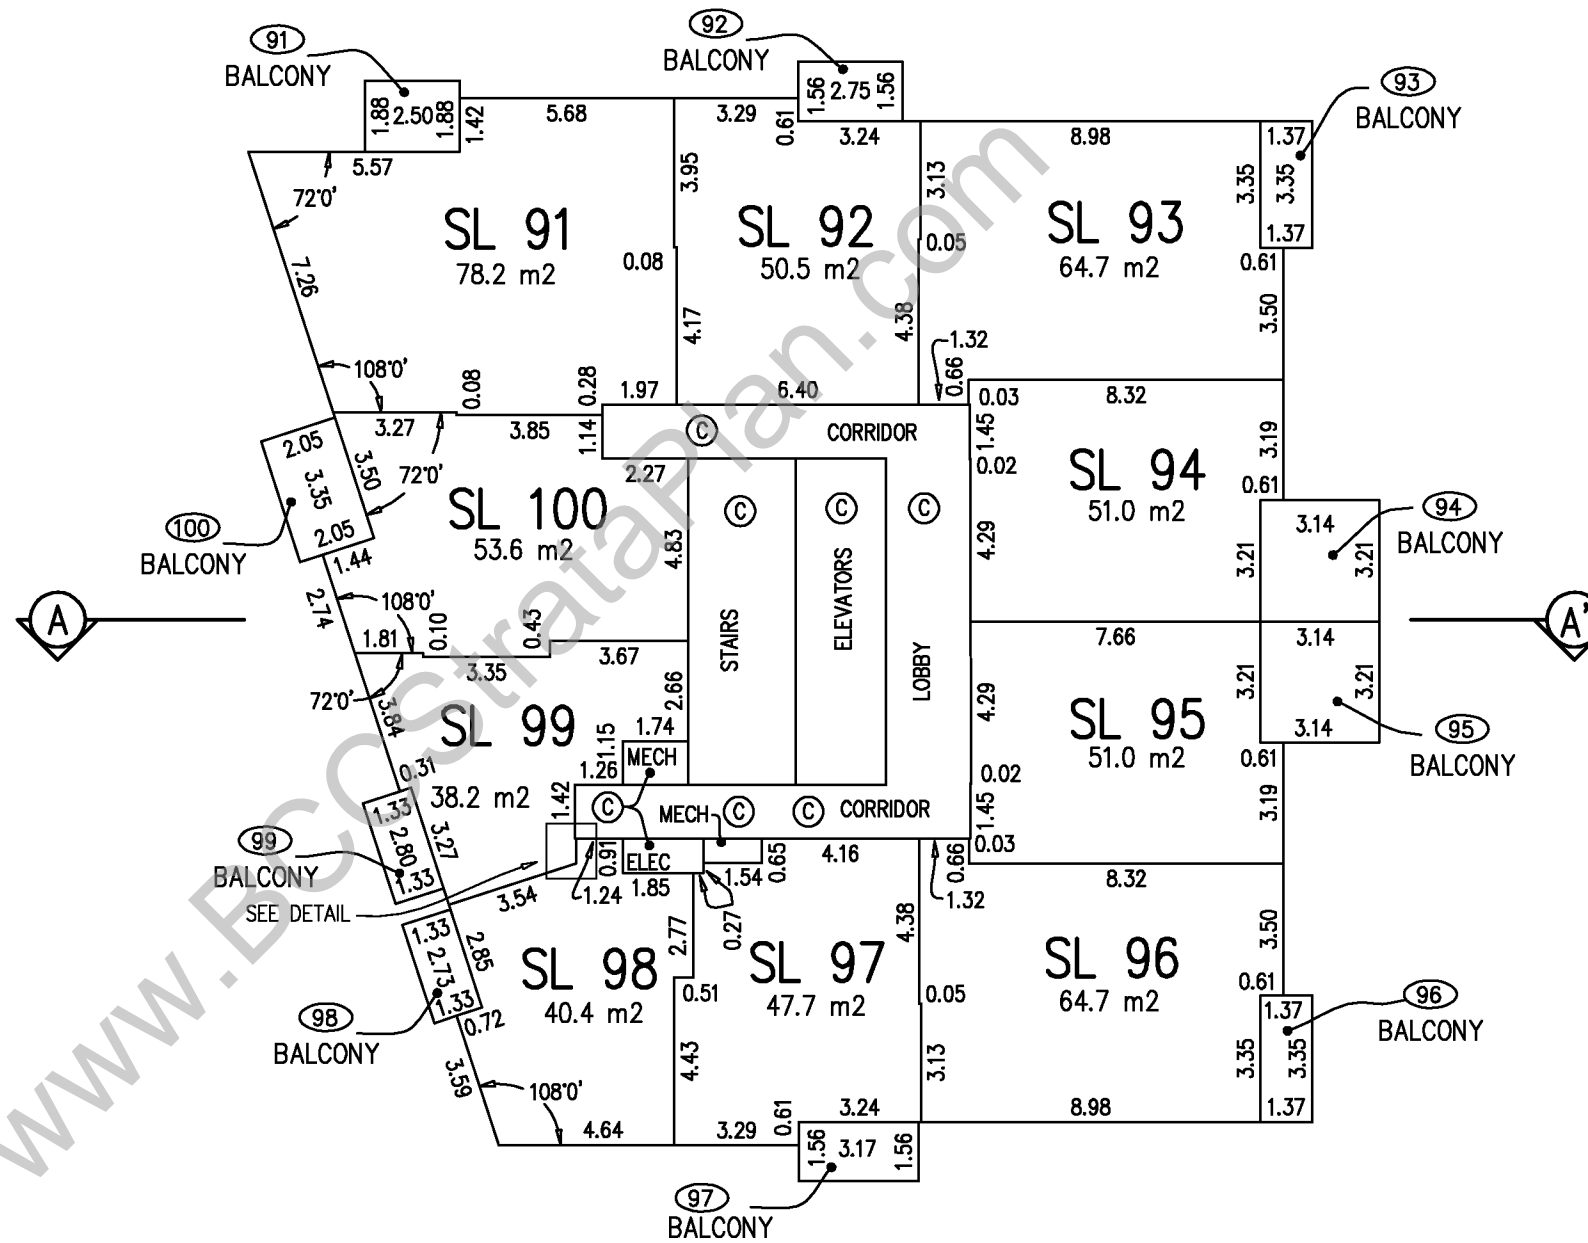 91
BALCONY
92
BALCONY
93
BALCONY
1.88
2.50
1.88
1.42
5.68
3.29
0.61
1.56
2.75
1.56
3.24
8.98
1.37
5.57
72°0'
3.95
3.13
3.35
3.35
1.37
SL 91
78.2 m2
SL 92
50.5 m2
SL 93
64.7 m2
0.08
0.05
0.61
7.26
4.17
4.38
3.50
1.32
108°0'
0.08
0.28
1.97
6.40
0.66
0.03
8.32
3.27
3.85
1.14
C
CORRIDOR
1.45
3.19
2.05
3.50
72°0'
2.27
0.02
0.61
3.35
SL 100
53.6 m2
SL 94
51.0 m2
2.05
100
BALCONY
C
C
C
94
BALCONY
3.14
1.44
4.83
4.29
3.21
3.21
2.74
108°0'
0.10
0.43
STAIRS
ELEVATORS
LOBBY
A
A'
1.81
3.35
3.67
7.66
3.14
72°0'
3.84
2.66
4.29
3.21
3.21
SL 99
38.2 m2
SL 95
51.0 m2
3.14
95
BALCONY
1.74
1.15
1.26
MECH
0.31
1.42
0.02
0.61
1.33
2.80
1.33
3.27
C
MECH
C
C
CORRIDOR
1.45
3.19
99
BALCONY
SEE DETAIL
3.54
0.91
ELEC
1.24
1.85
1.54
0.65
4.16
0.66
0.03
8.32
1.32
0.27
1.33
2.73
1.33
2.85
2.77
4.38
3.50
SL 98
40.4 m2
SL 97
47.7 m2
SL 96
64.7 m2
0.51
0.05
0.61
98
BALCONY
0.72
96
BALCONY
1.37
3.59
108°0'
4.43
3.13
3.35
3.35
4.64
3.29
0.61
3.24
8.98
1.37
1.56
3.17
1.56
97
BALCONY
www.BCCStrataPlan.com